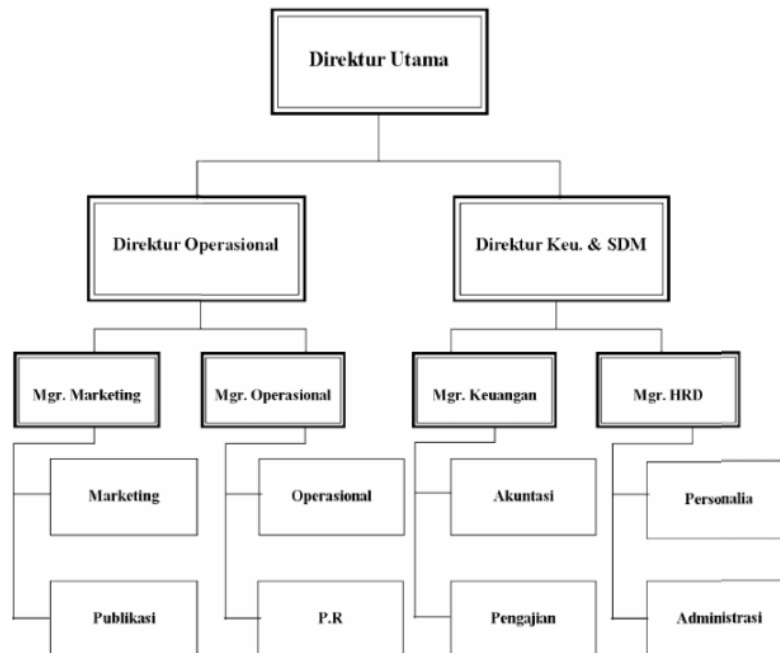 Direktur Utama
Direktur Operasional
Direktur Keu. & SDM
Mgr. Marketing
Mgr. Operasional
Mgr. Keuangan
Mgr. HRD
Marketing
Operasional
Akuntasi
Personalia
Publikasi
P.R
Pengajian
Administrasi